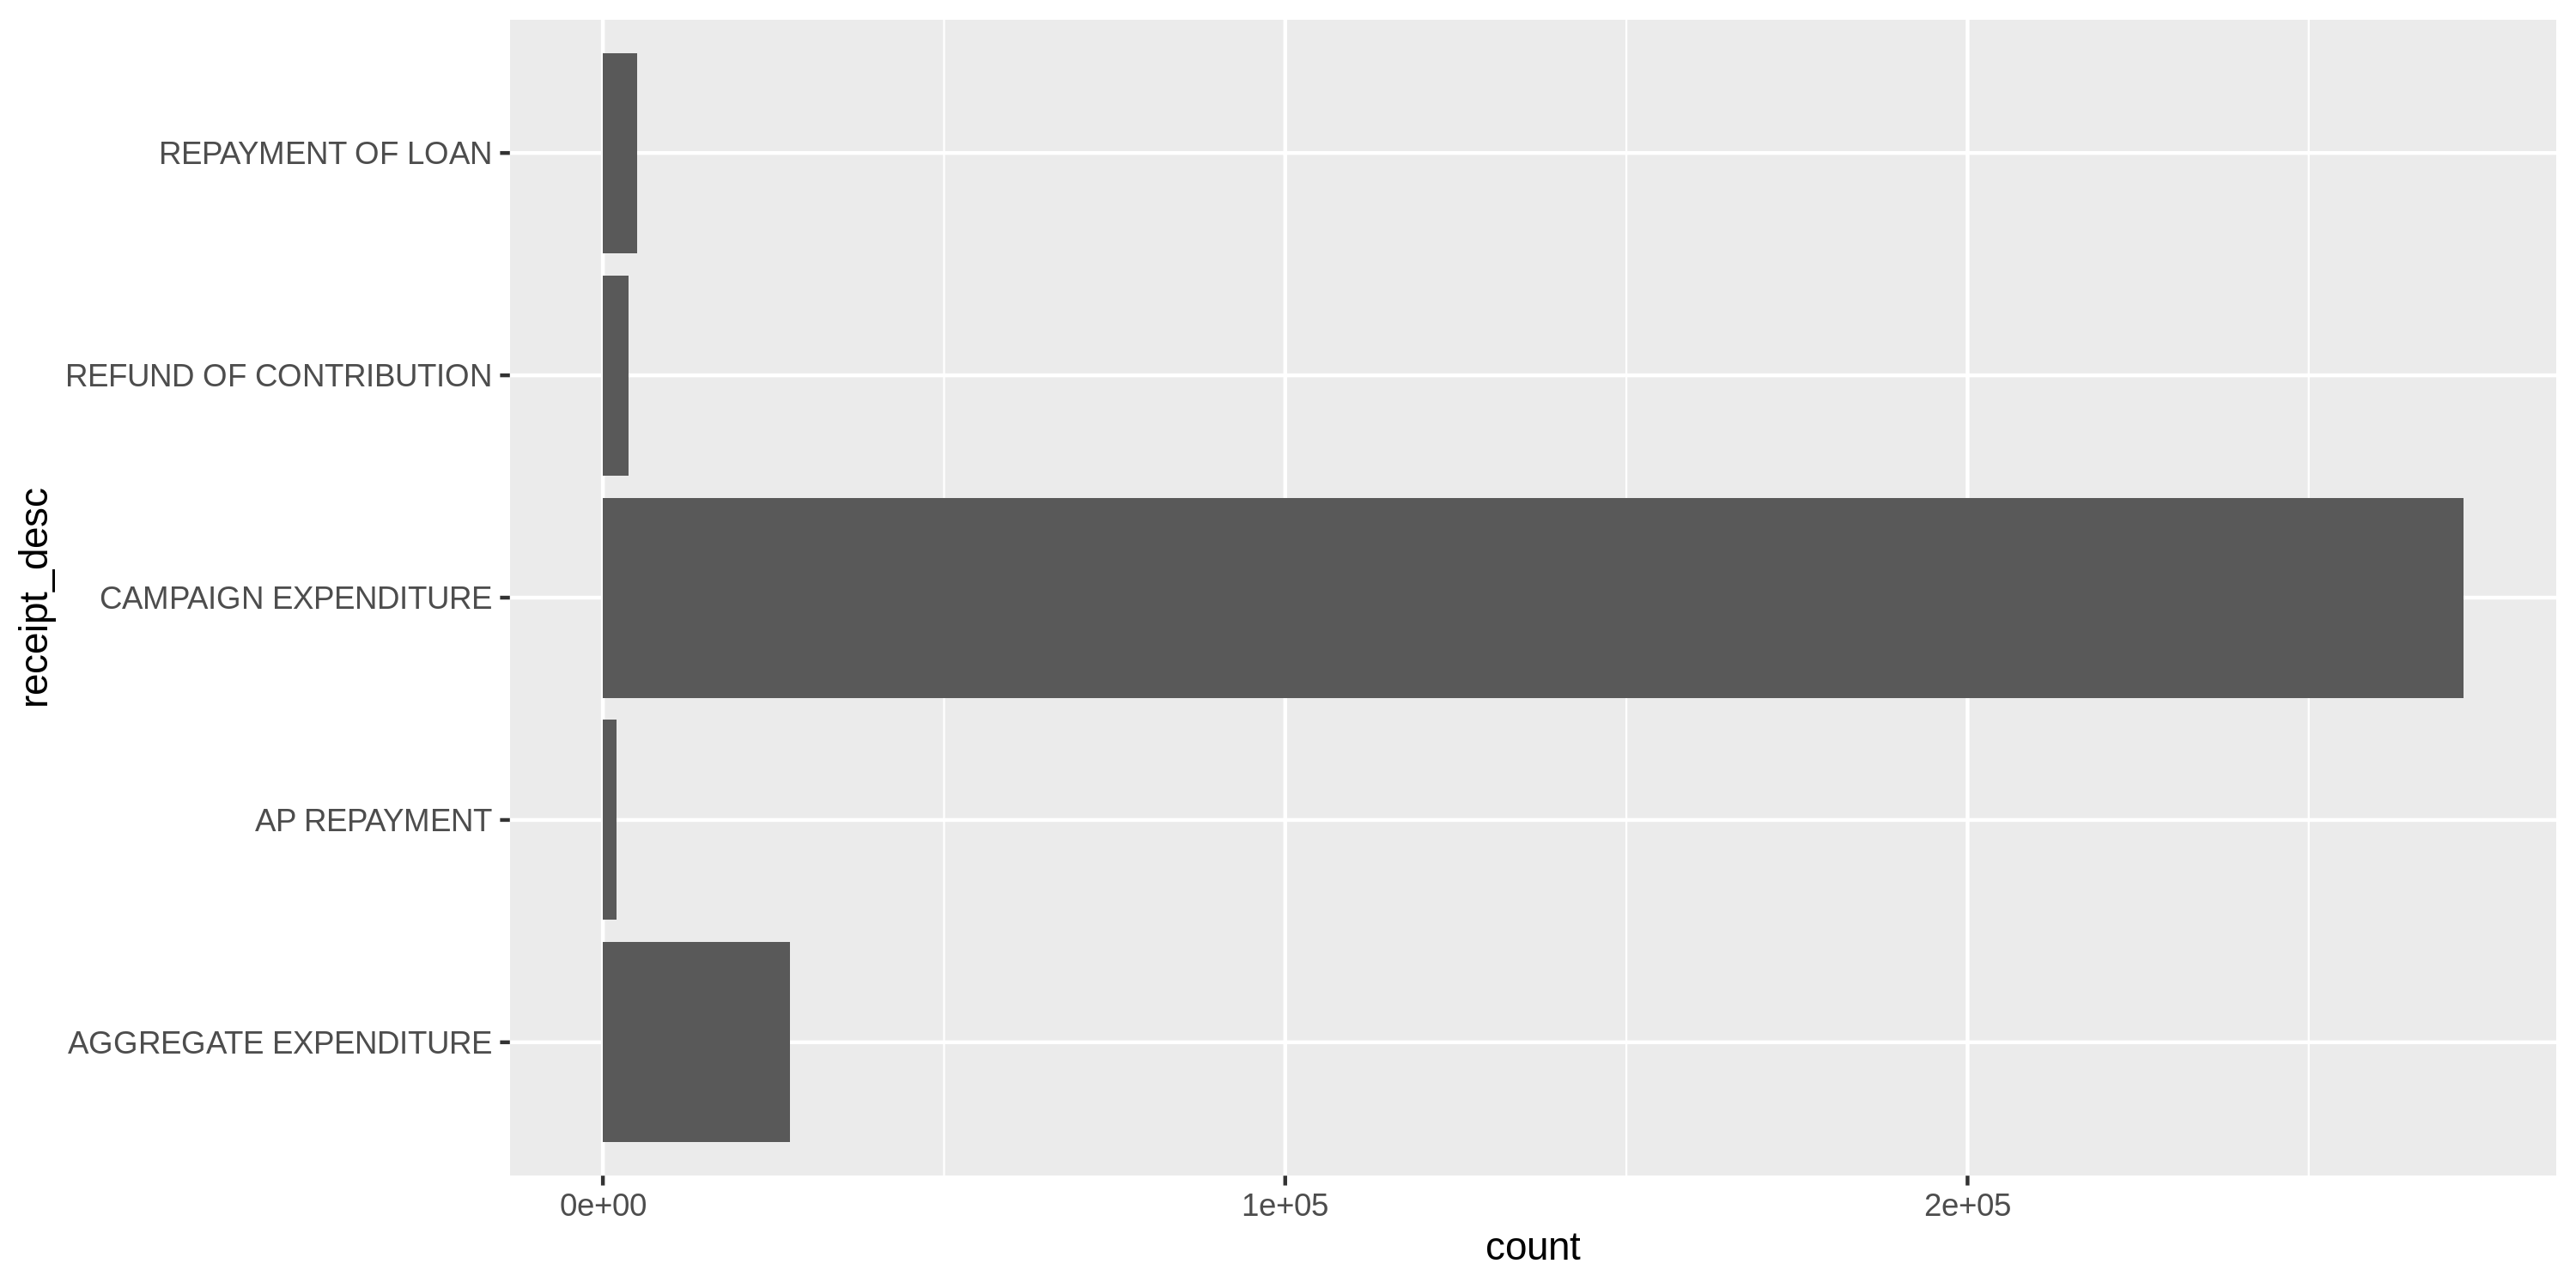 receipt_desc
REPAYMENT OF LOAN
REFUND OF CONTRIBUTION
CAMPAIGN EXPENDITURE
AP REPAYMENT
AGGREGATE EXPENDITURE
0e+00 1e+05 2e+05
count